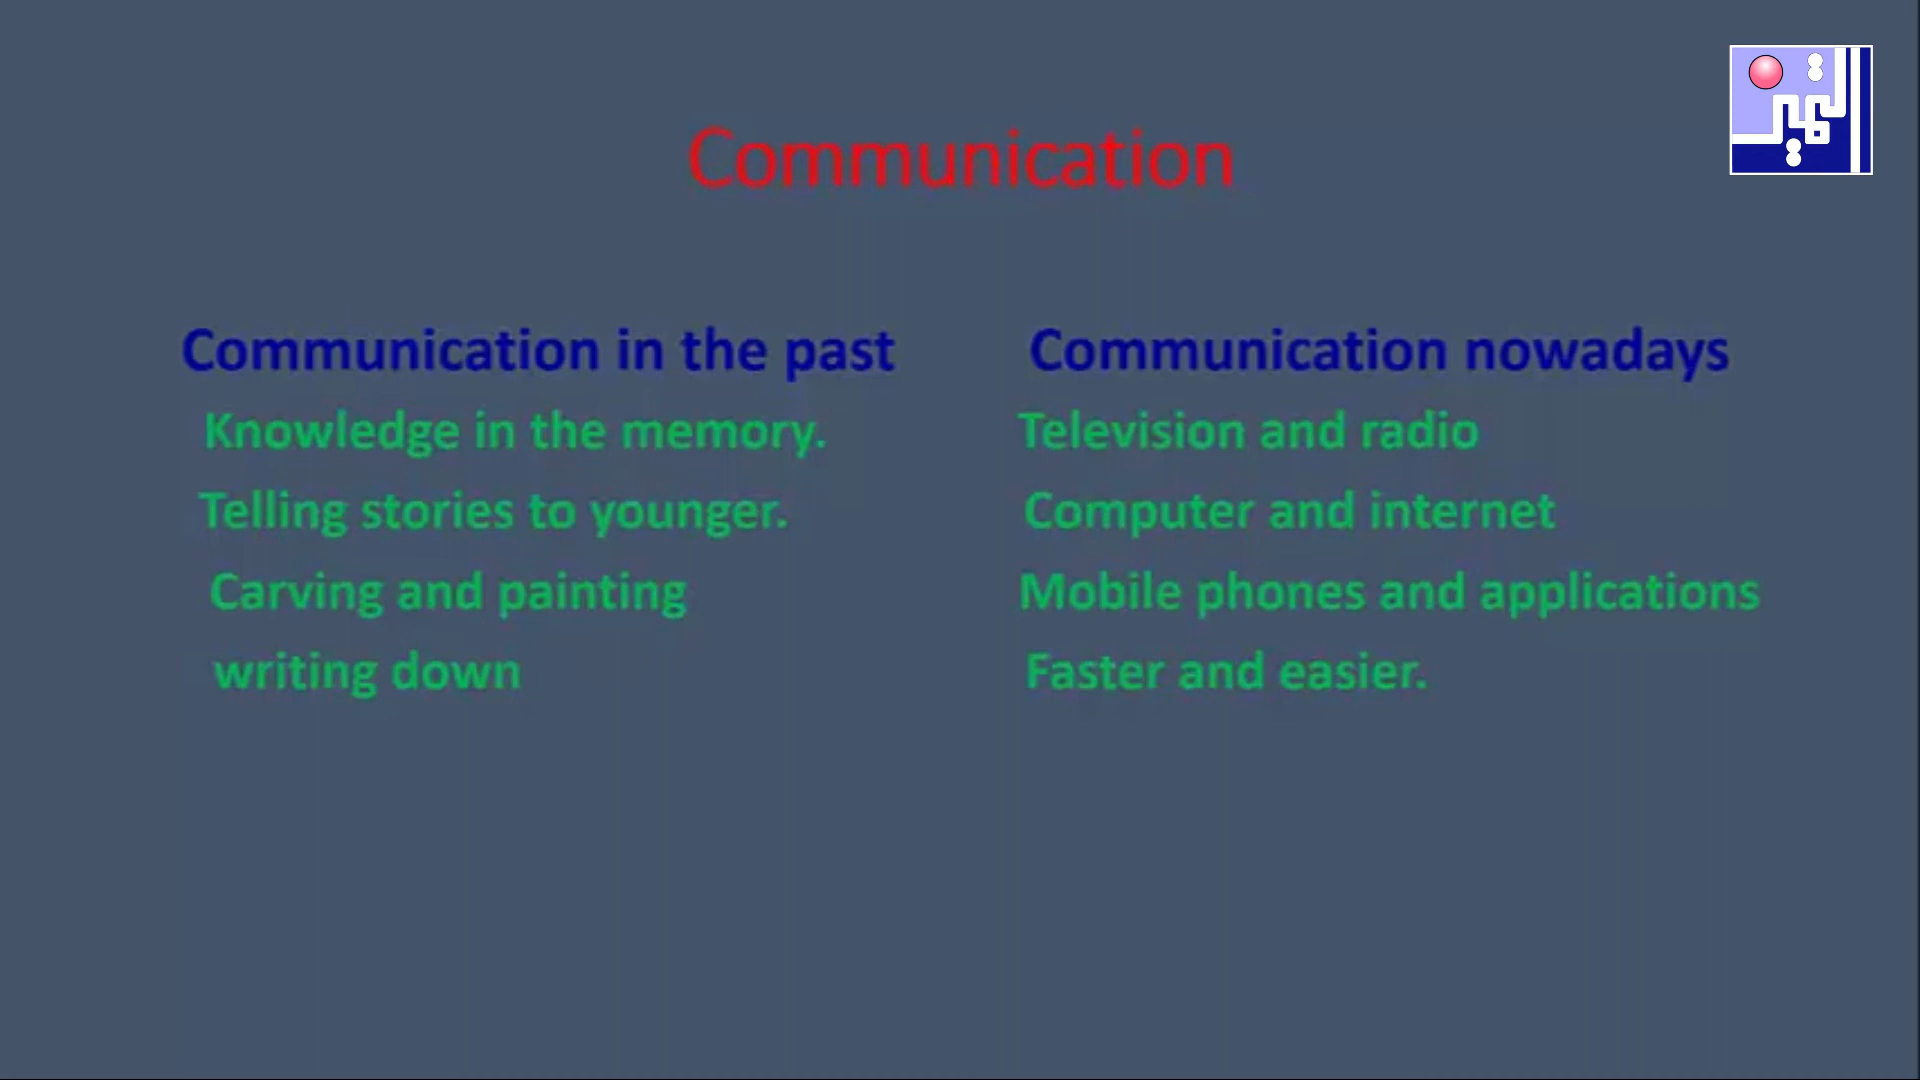 Communication
Communication in the past
Knowledge in the memory.
Telling stories to younger.
Carving and painting
writing down
Communication nowadays
Television and radio
Computer and internet
Mobile phones and applications
Faster and easier.